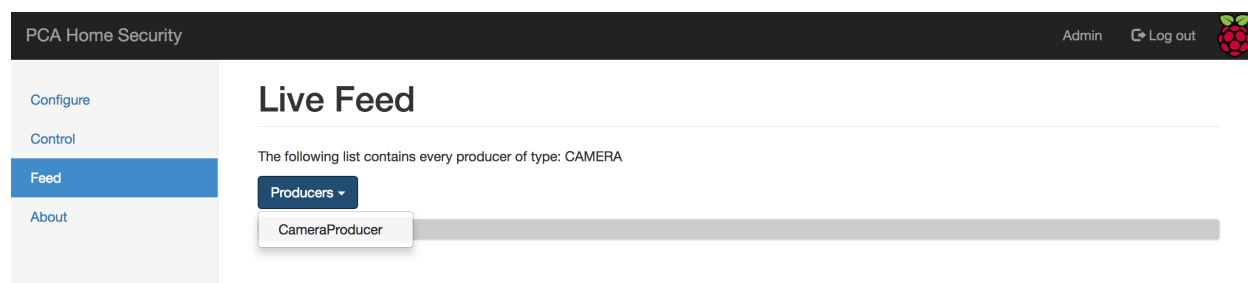 PCA Home Security
Admin
Log out
Configure
Control
Feed
About
Live Feed
The following list contains every producer of type: CAMERA
Producers
CameraProducer